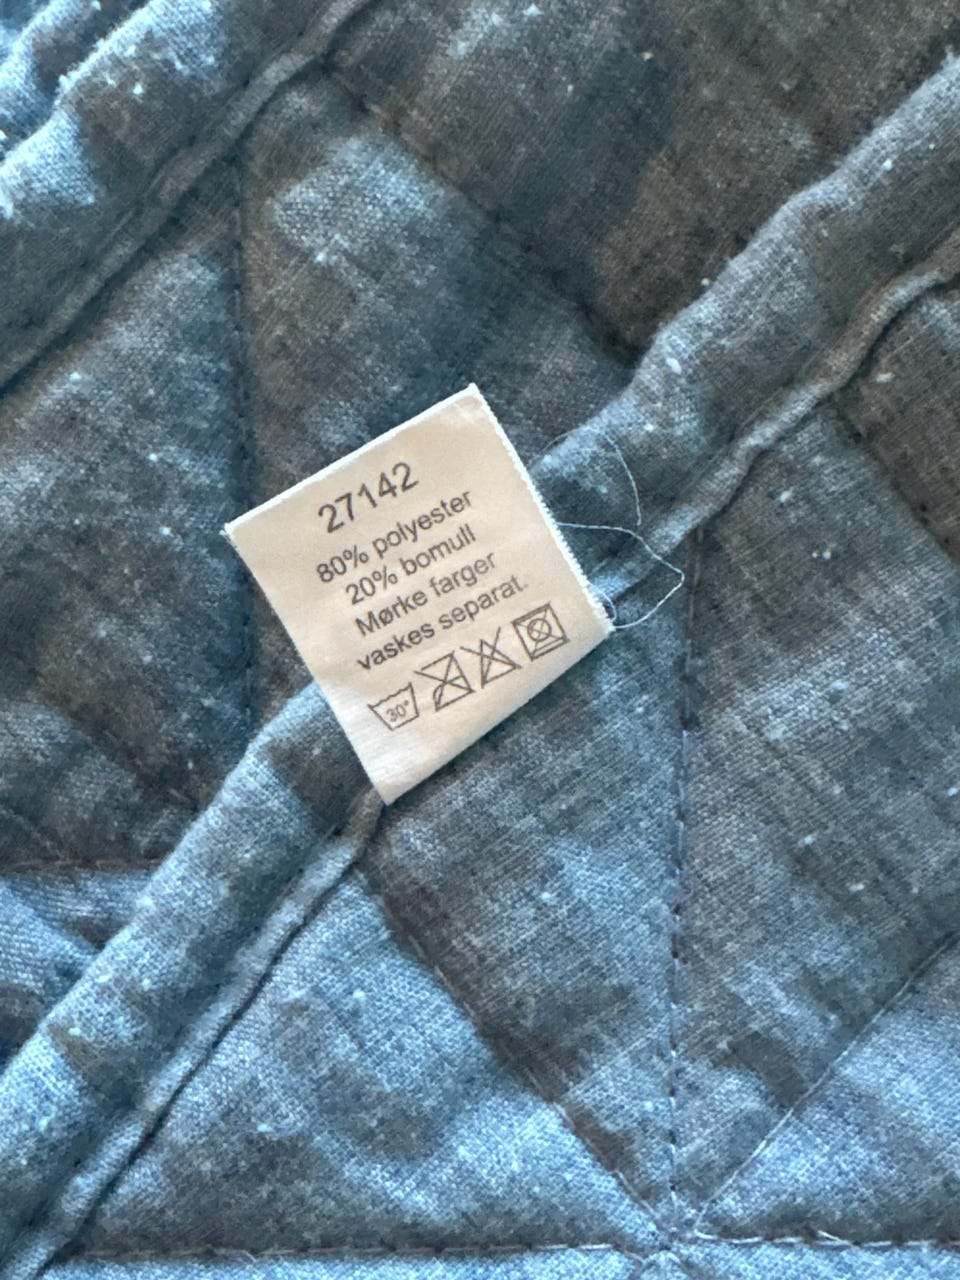 27142
80% polyester
20% bomull
Mørke farger
vaskes separat.
30°